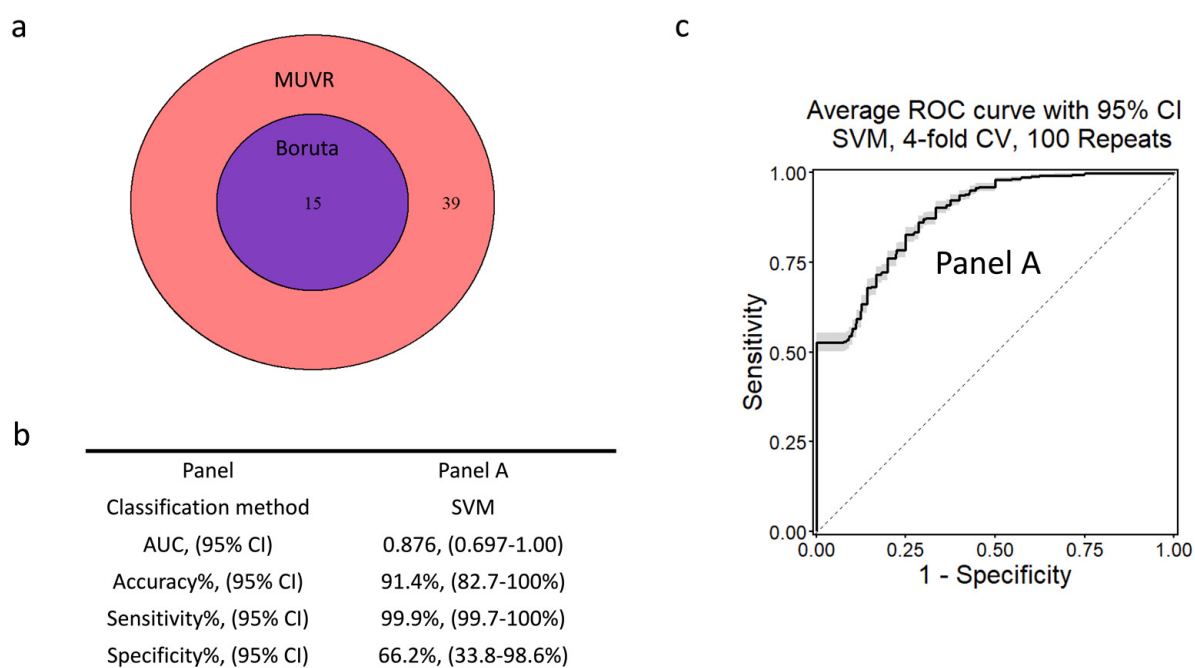 a
MUVR
Boruta
15
39
b
Panel Panel A
Classification method SVM
AUC, (95% CI) 0.876, (0.697-1.00)
Accuracy%, (95% CI) 91.4%, (82.7-100%)
Sensitivity%, (95% CI) 99.9%, (99.7-100%)
Specificity%, (95% CI) 66.2%, (33.8-98.6%)
c
Average ROC curve with 95% CI
SVM, 4-fold CV, 100 Repeats
1.00
0.75
0.50
0.25
0.00
Sensitivity
Panel A
0.00 0.25 0.50 0.75 1.00
1 - Specificity